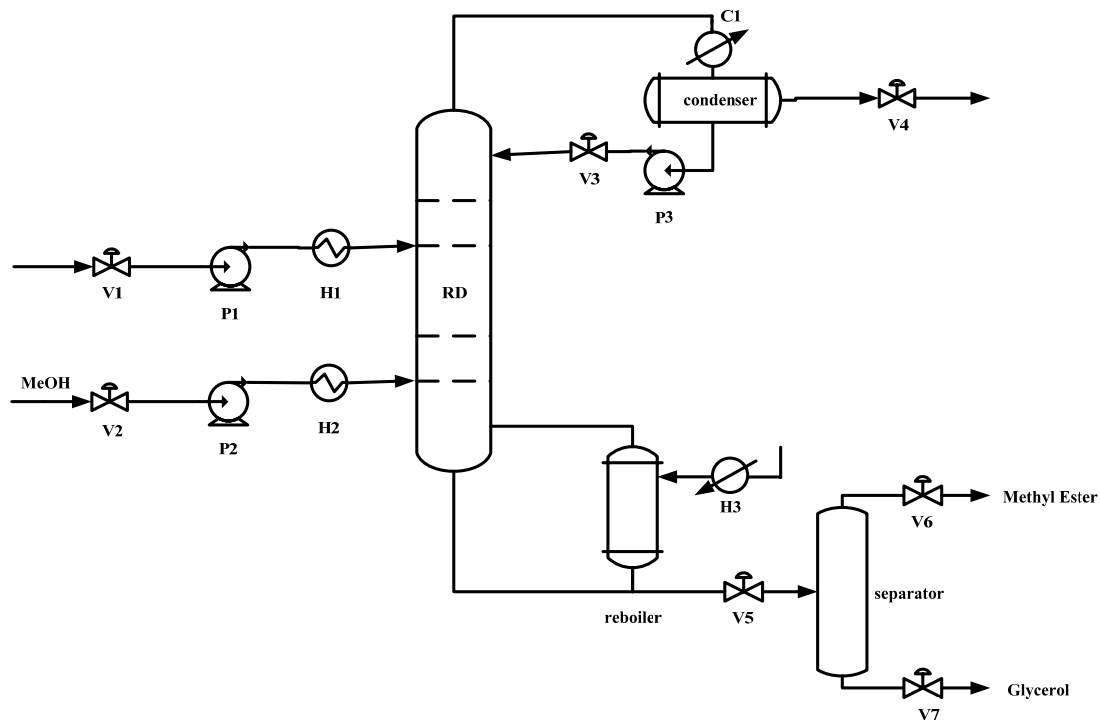 C1
condenser
V4
V3
P3
V1
P1
H1
RD
MeOH
V2
P2
H2
H3
Methyl Ester
V6
separator
reboiler
V5
Glycerol
V7